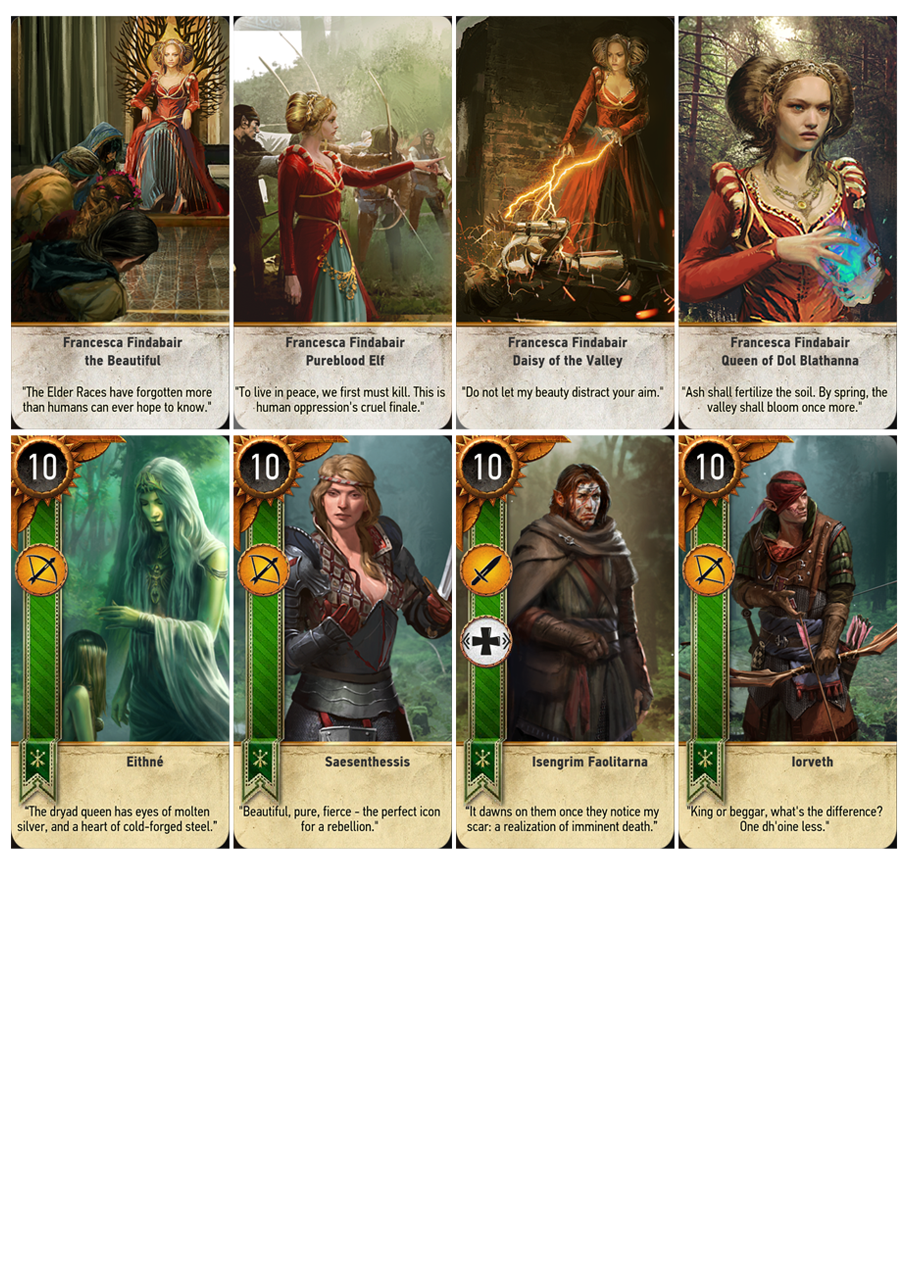 Francesca Findabair
the Beautiful
"The Elder Races have forgotten more
than humans can ever hope to know."
Francesca Findabair
Pureblood Elf
"To live in peace, we first must kill. This is
human oppression's cruel finale."
Francesca Findabair
Daisy of the Valley
"Do not let my beauty distract your aim."
Francesca Findabair
Queen of Dol Blathanna
"Ash shall fertilize the soil. By spring, the
valley shall bloom once more."
10
Eithné
"The dryad queen has eyes of molten
silver, and a heart of cold-forged steel."
10
Saesenthessis
"Beautiful, pure, fierce - the perfect icon
for a rebellion."
10
Isengrim Faolitarna
"It dawns on them once they notice my
scar: a realization of imminent death."
10
Iorveth
"King or beggar, what's the difference?
One dh'oine less."